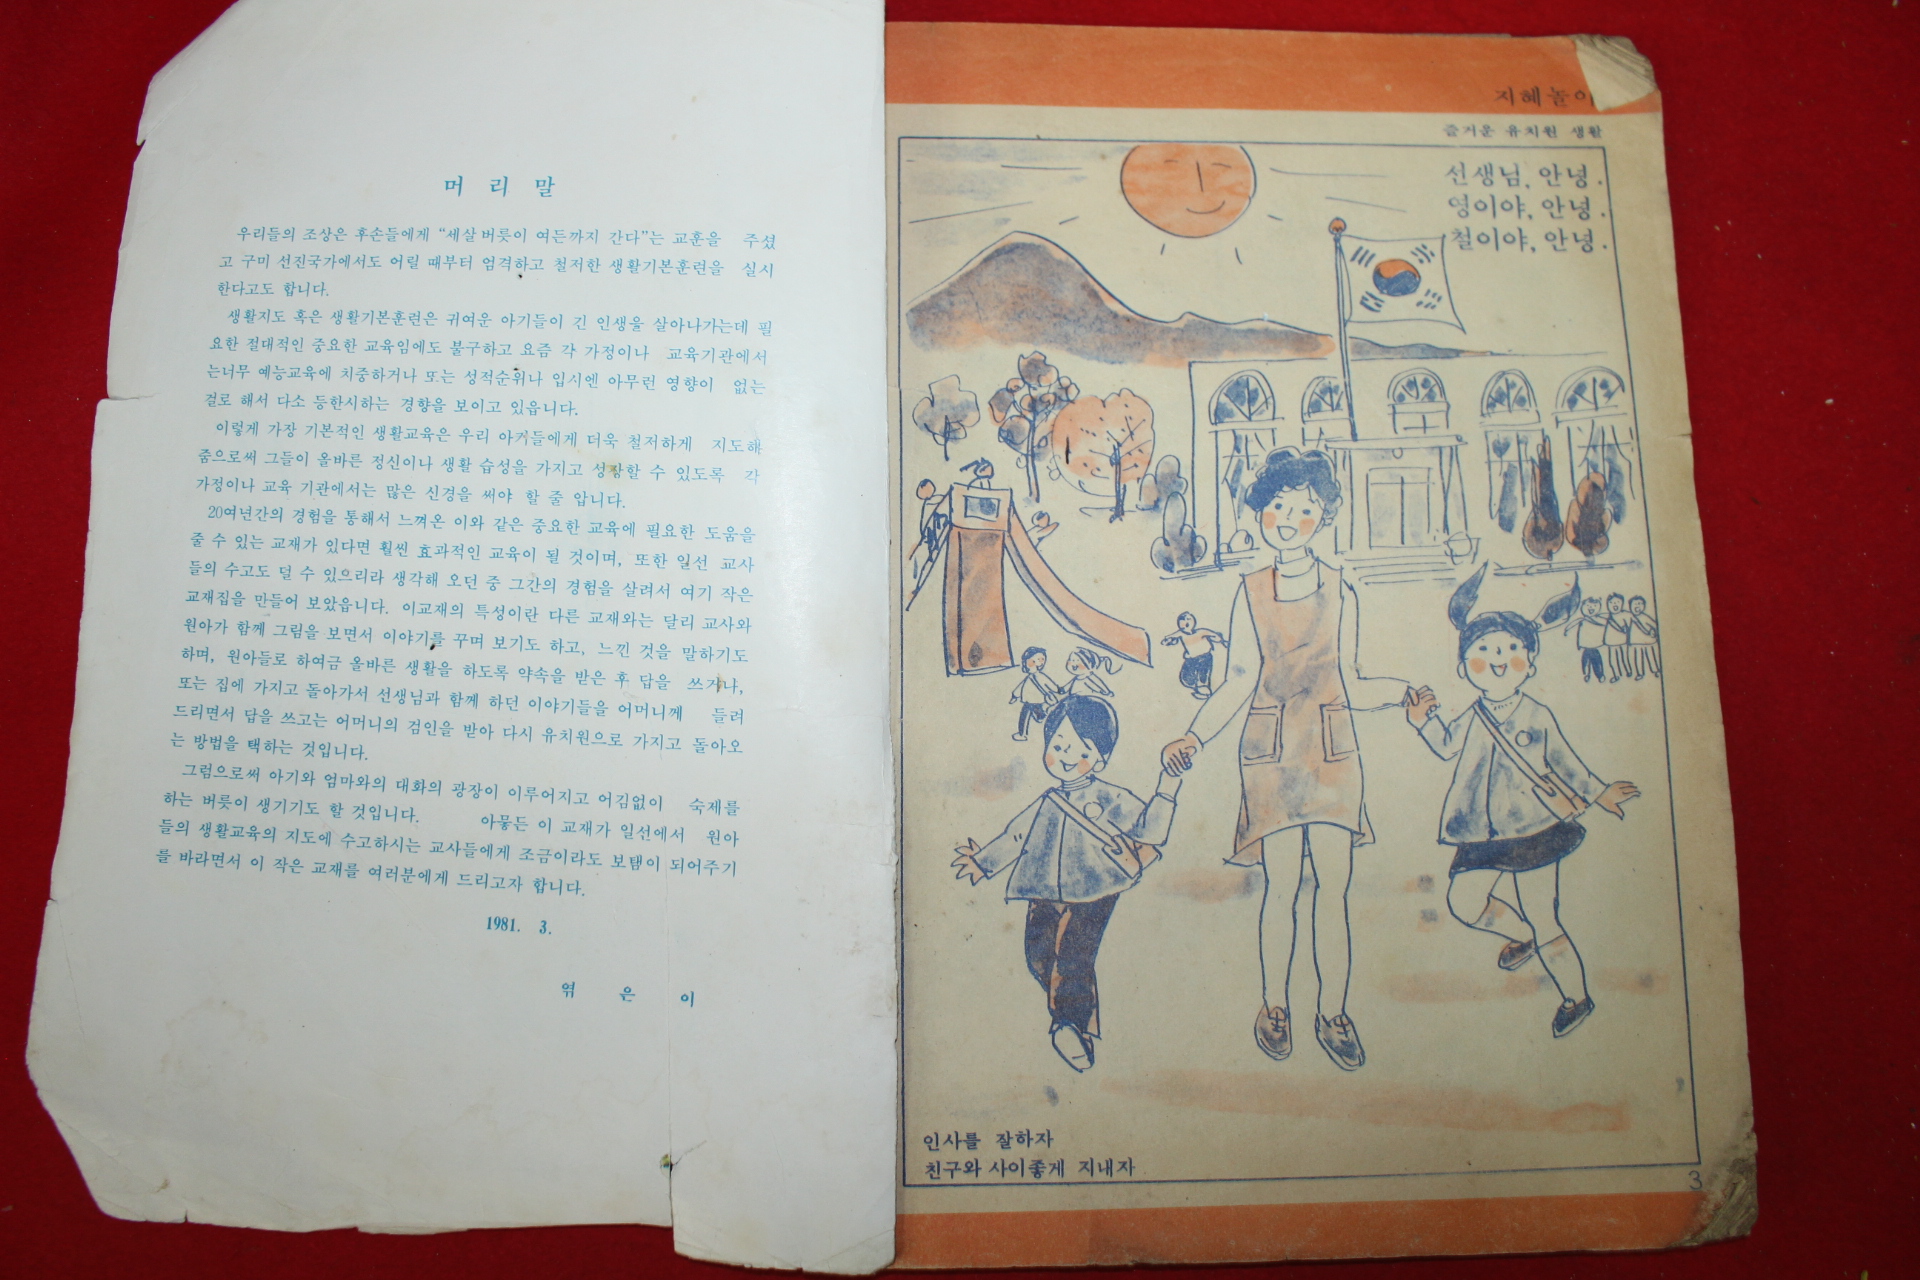 머 리 말
우리들의 조상은 후손들에게 “세살 버릇이 여든까지 간다”는 교훈을 주셨
고 구미 선진국가에서도 어릴 때부터 엄격하고 철저한 생활기본훈련을 실시
한다고도 합니다.
생활지도 혹은 생활기본훈련은 귀여운 아기들이 긴 인생을 살아나가는데 필
요한 절대적인 중요한 교육임에도 불구하고 요즘 각 가정이나 교육기관에서
는너무 예능교육에 치중하거나 또는 성적순위나 입시엔 아무런 영향이 없는
걸로 해서 다소 등한시하는 경향을 보이고 있읍니다.
이렇게 가장 기본적인 생활교육은 우리 아커들에게 더욱 철저하게 지도해
줌으로써 그들이 올바른 정신이나 생활 습성을 가지고 성장할 수 있도록 각
가정이나 교육 기관에서는 많은 신경을 써야 할 줄 압니다.
20여년간의 경험을 통해서 느껴온 이와 같은 중요한 교육에 필요한 도움을
줄 수 있는 교재가 있다면 훨씬 효과적인 교육이 될 것이며, 또한 일선 교사
들의 수고도 덜 수 있으리라 생각해 오던 중 그간의 경험을 살려서 여기 작은
교재집을 만들어 보았읍니다. 이교재의 특성이란 다른 교재와는 달리 교사와
원아가 함께 그림을 보면서 이야기를 꾸며 보기도 하고, 느낀 것을 말하기도
하며, 원아들로 하여금 올바른 생활을 하도록 약속을 받은 후 답을 쓰거나,
또는 집에 가지고 돌아가서 선생님과 함께 하던 이야기들을 어머니께 들려
드리면서 답을 쓰고는 어머니의 검인을 받아 다시 유치원으로 가지고 돌아오
는 방법을 택하는 것입니다.
그럼으로써 아기와 엄마와의 대화의 광장이 이루어지고 어김없이 숙제를
하는 버릇이 생기기도 할 것입니다. 아뭏든 이 교재가 일선에서 원아
들의 생활교육의 지도에 수고하시는 교사들에게 조금이라도 보탬이 되어주기
를 바라면서 이 작은 교재를 여러분에게 드리고자 합니다.
1981. 3.
엮 은 이
지혜놀이
즐거운 유치원 생활
선생님, 안녕.
영이야, 안녕.
철이야, 안녕.
인사를 잘하자
친구와 사이좋게 지내자
3